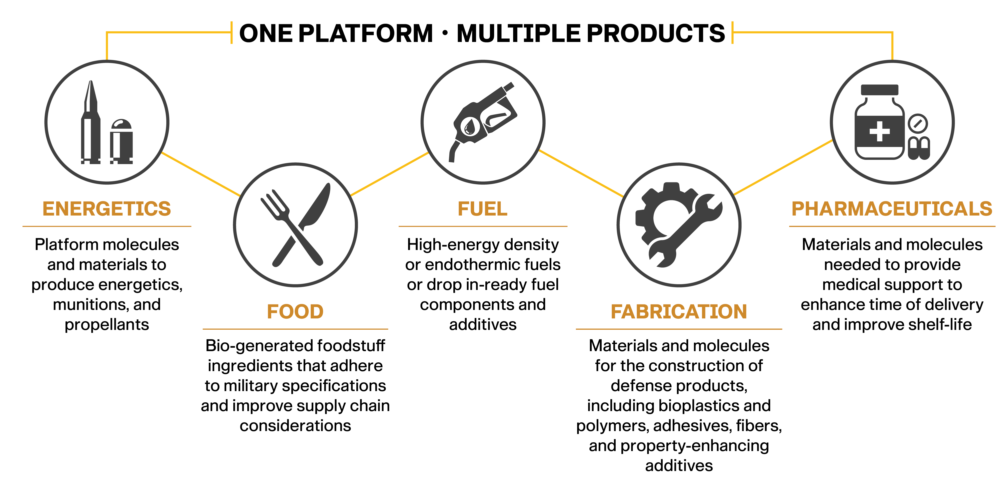 ONE PLATFORM • MULTIPLE PRODUCTS
ENERGETICS
Platform molecules
and materials to
produce energetics,
munitions, and
propellants
FOOD
Bio-generated foodstuff
ingredients that adhere
to military specifications
and improve supply chain
considerations
FUEL
High-energy density
or endothermic fuels
or drop in-ready fuel
components and
additives
FABRICATION
Materials and molecules
for the construction of
defense products,
including bioplastics and
polymers, adhesives, fibers,
and property-enhancing
additives
PHARMACEUTICALS
Materials and molecules
needed to provide
medical support to
enhance time of delivery
and improve shelf-life